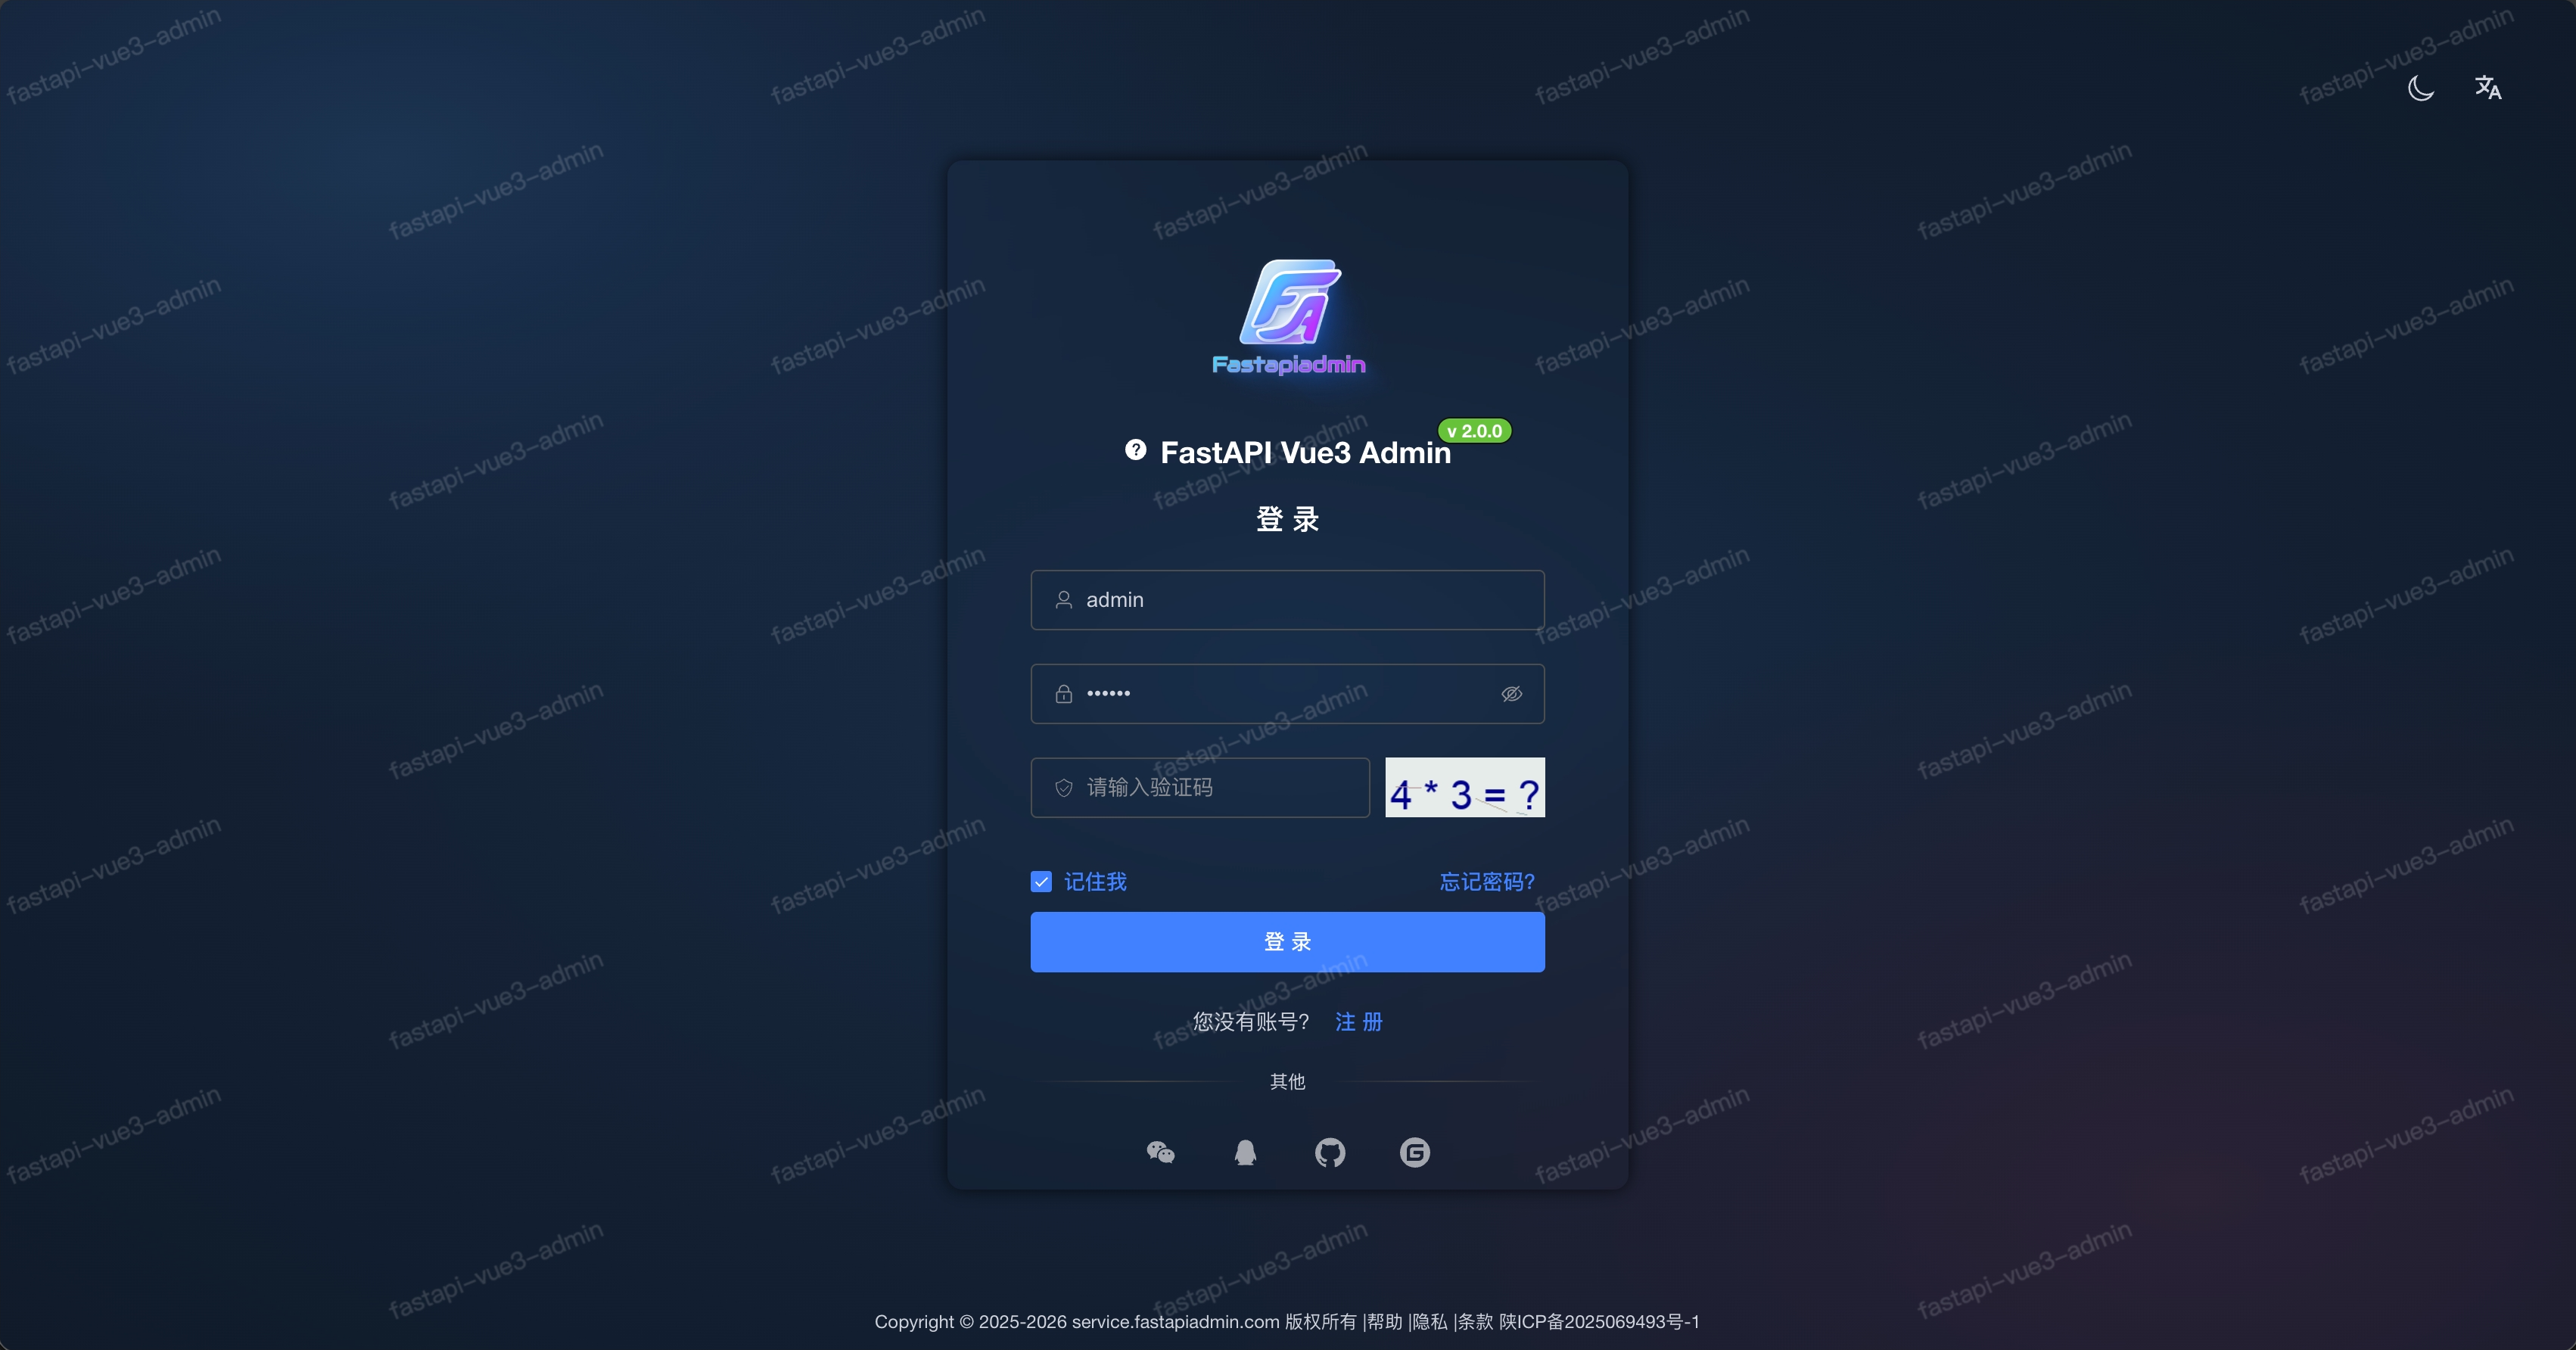 Fastapiadmin
FastAPI Vue3 Admin
v 2.0.0
登 录
admin
请输入验证码
4 * 3 = ?
记住我
忘记密码?
登 录
您没有账号? 注 册
其他
Copyright © 2025-2026 service.fastapiadmin.com 版权所有 |帮助 |隐私 |条款 陕ICP备2025069493号-1
fastapi-vue3-admin